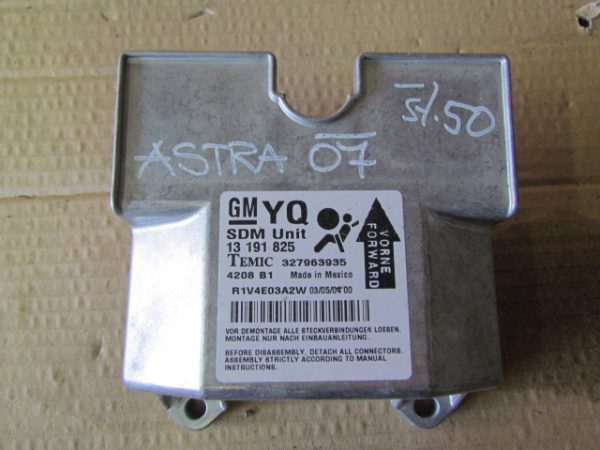 ASTRA 07
sl.50
GM YQ
SDM Unit
13 191 825
TEMIC 327963935
4208 B1 Made in Mexico
R1V4E03A2W 03/05/04 00
VORNE
FORWARD
VOR DEMONTAGE ALLE STECKVERBINDUNGEN LOESEN.
MONTAGE NUR NACH EINBAUANLEITUNG.
BEFORE DISASSEMBLY, DETACH ALL CONNECTORS.
ASSEMBLY STRICTLY ACCORDING TO MANUAL
INSTRUCTIONS.